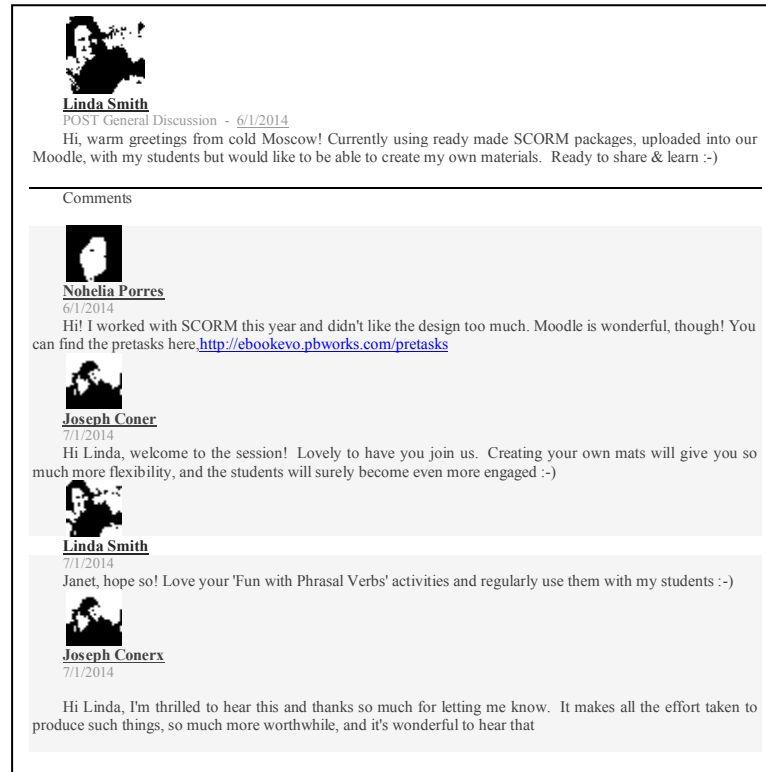 Linda Smith
POST General Discussion - 6/1/2014
Hi, warm greetings from cold Moscow! Currently using ready made SCORM packages, uploaded into our
Moodle, with my students but would like to be able to create my own materials. Ready to share & learn :-)
Comments
Nohelia Porres
6/1/2014
Hi! I worked with SCORM this year and didn't like the design too much. Moodle is wonderful, though! You
can find the pretasks here,http://ebookevo.pbworks.com/pretasks
Joseph Coner
7/1/2014
Hi Linda, welcome to the session! Lovely to have you join us. Creating your own mats will give you so
much more flexibility, and the students will surely become even more engaged :-)
Linda Smith
7/1/2014
Janet, hope so! Love your 'Fun with Phrasal Verbs' activities and regularly use them with my students :-)
Joseph Conerx
7/1/2014
Hi Linda, I'm thrilled to hear this and thanks so much for letting me know. It makes all the effort taken to
produce such things, so much more worthwhile, and it's wonderful to hear that